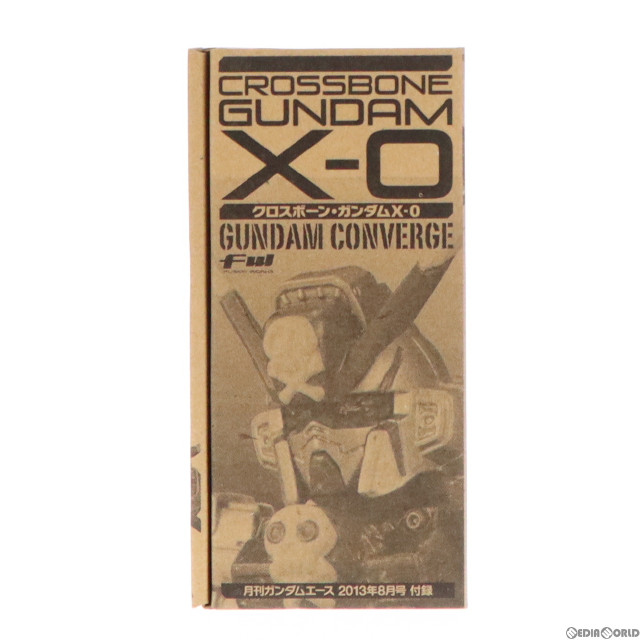 CROSSBONE
GUNDAM
X-0
クロスボーン・ガンダムX-0
GUNDAM CONVERGE
FW
FUSION WORKS
月刊ガンダムエース 2013年8月号 付録
©MEDIAWORLD